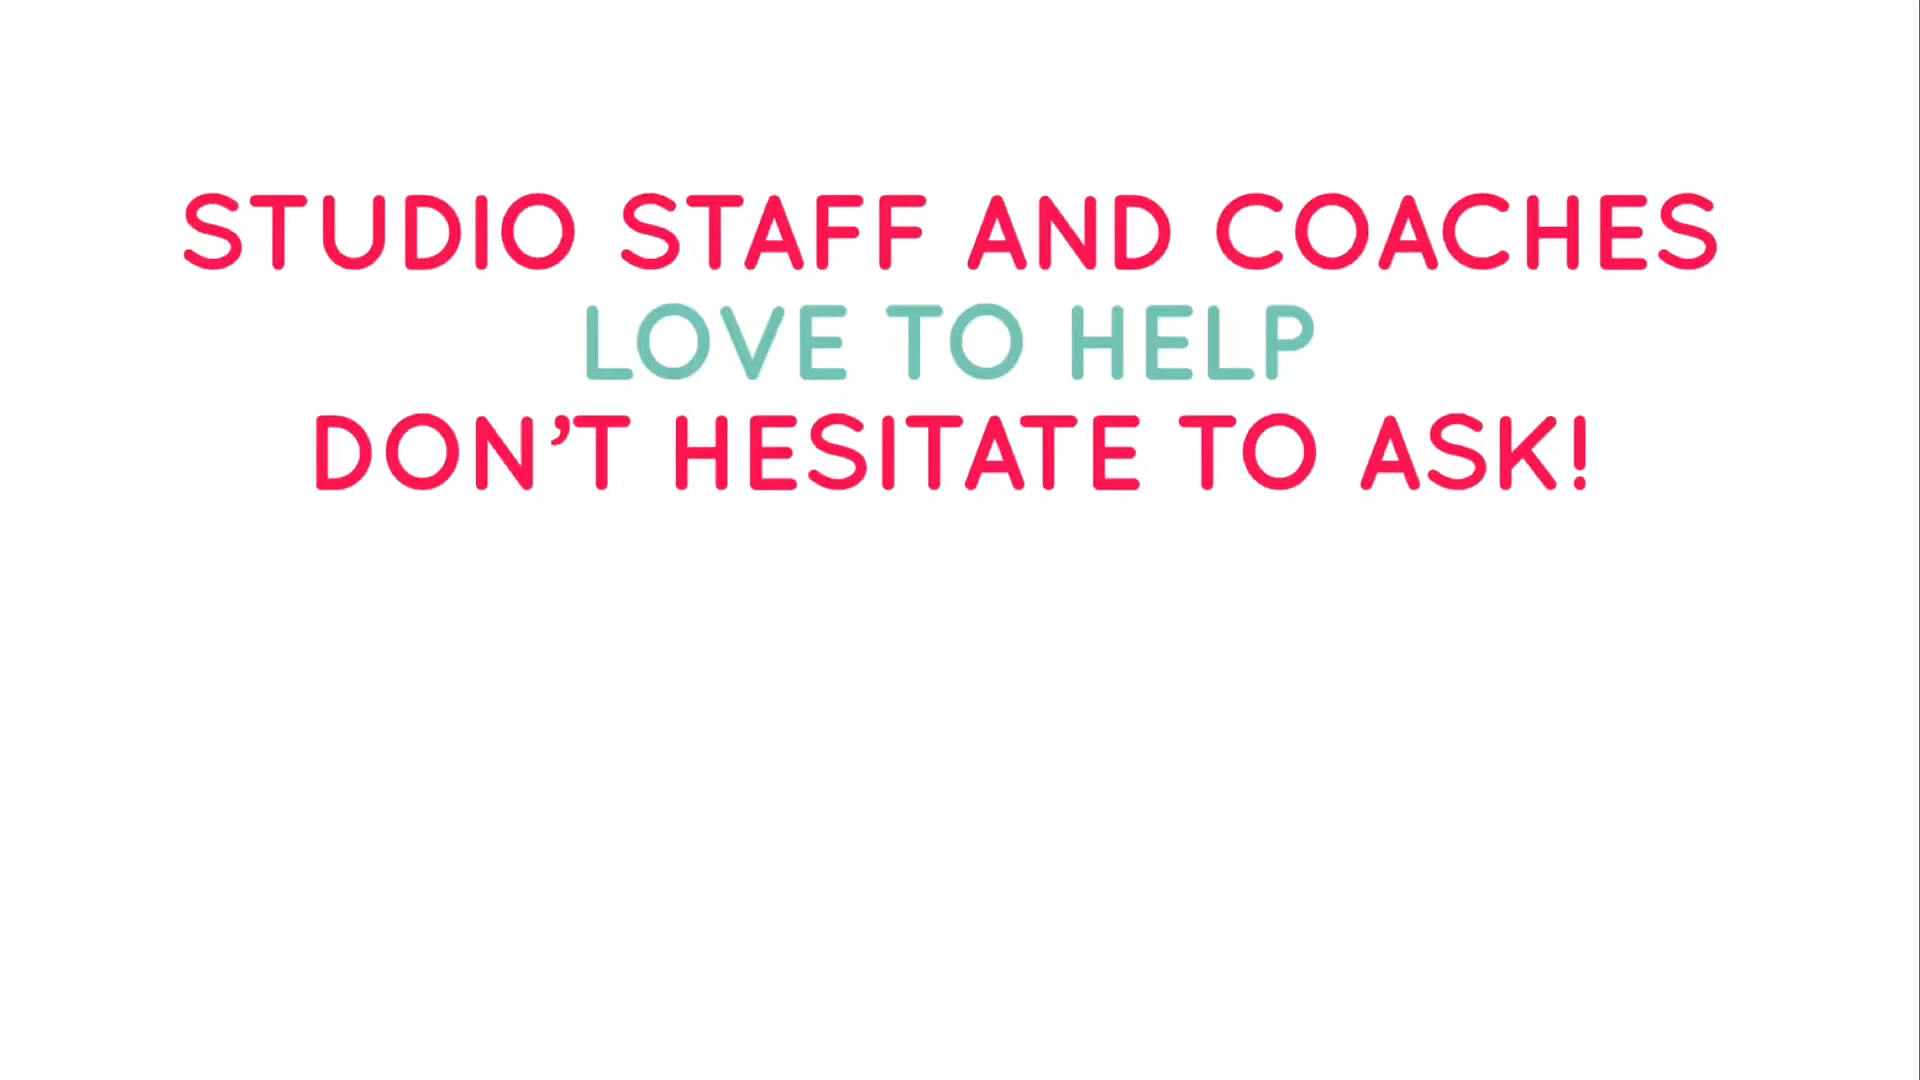 STUDIO STAFF AND COACHES
LOVE TO HELP
DON’T HESITATE TO ASK!